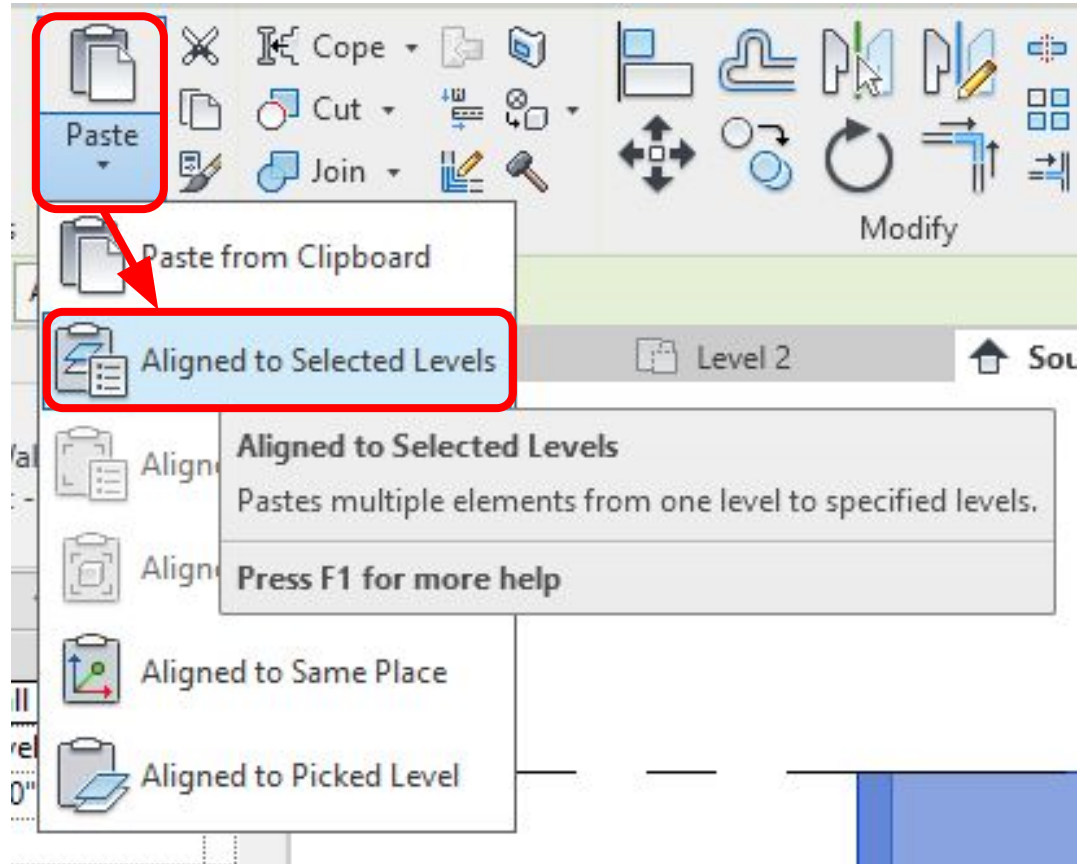 Cope
Cut
Paste
Join
Modify
Paste from Clipboard
Aligned to Selected Levels
Level 2
Aligned to Selected Levels
Pastes multiple elements from one level to specified levels.
Press F1 for more help
Aligned to Same Place
Aligned to Picked Level
0"